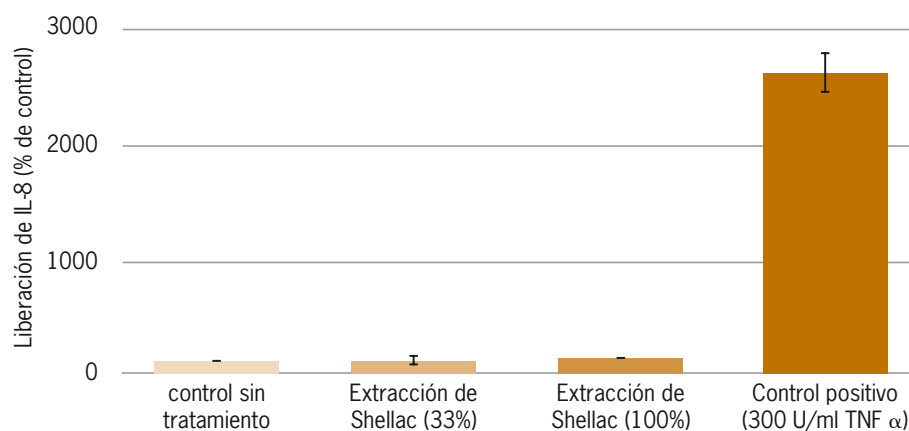 Liberación de IL-8 (% de control)
3000
2000
1000
0
control sin
tratamiento
Extracción de
Shellac (33%)
Extracción de
Shellac (100%)
Control positivo
(300 U/ml TNF α)